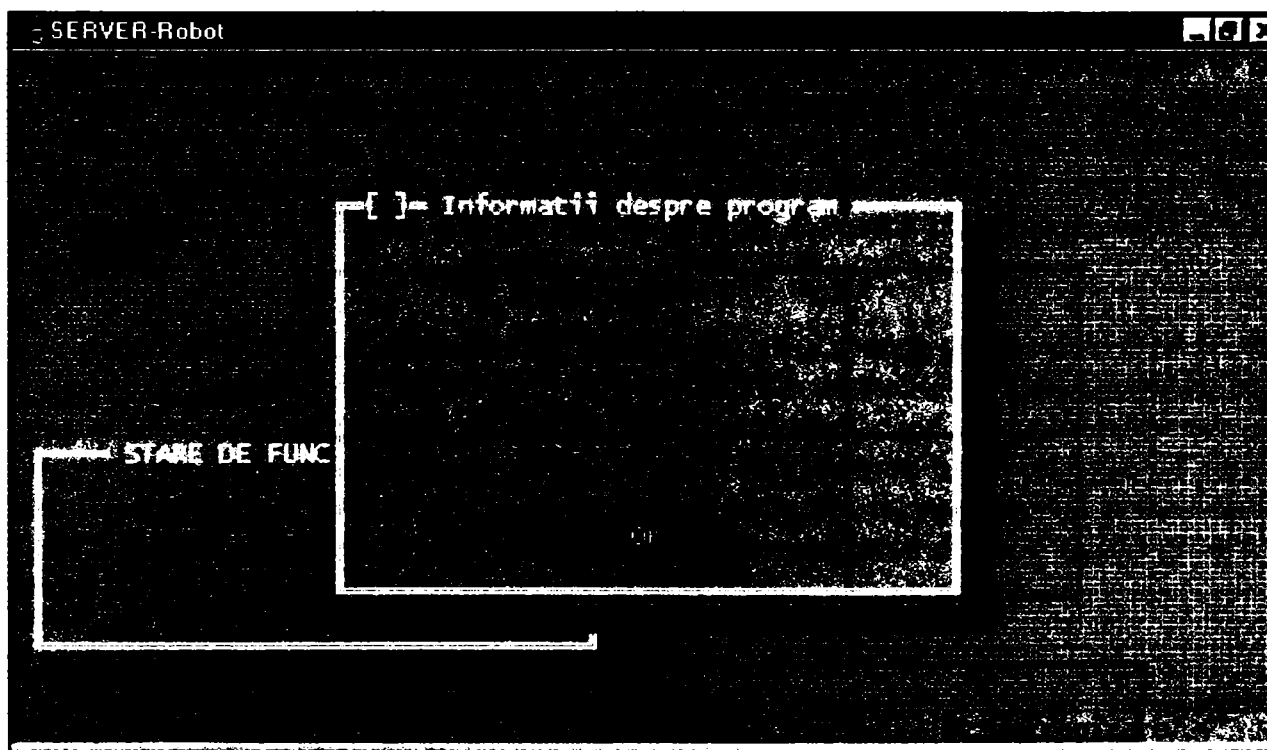 SERVER-Robot
[ ] Informatii despre program
STARE DE FUNC